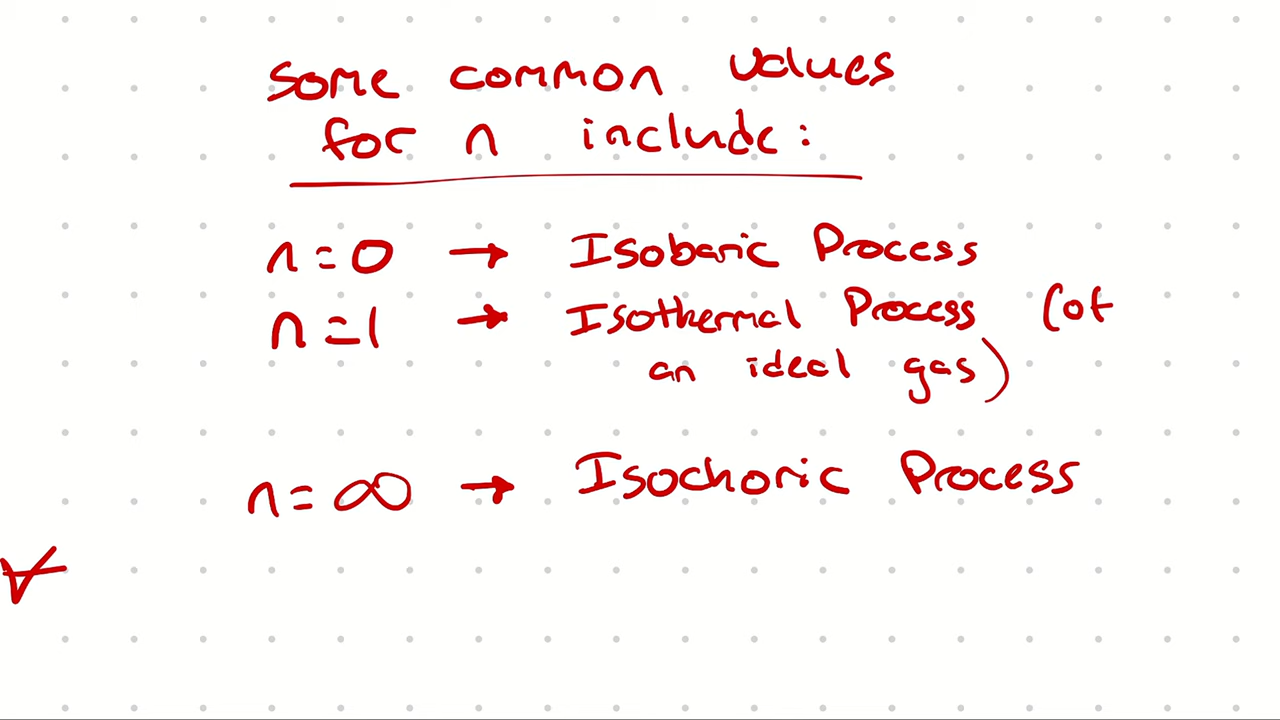 Some common values
for n include:
n=0 → Isobaric Process
n=1 → Isothermal Process (of
an ideal gas)
n=∞ → Isochoric Process
V